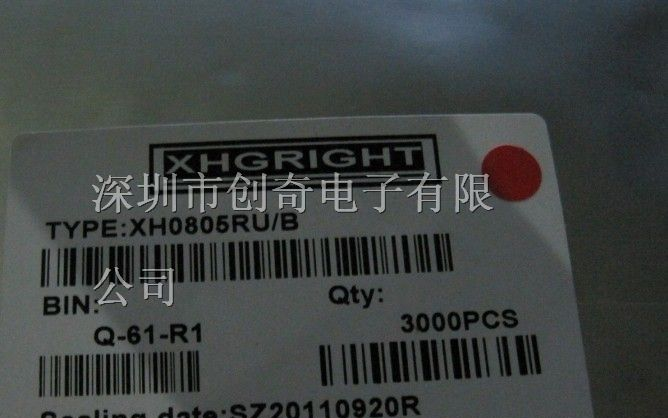 XHGRIGHT
深圳市创奇电子有限
公司
TYPE:XH0805RU/B
BIN:
Qty:
Q-61-R1
3000PCS
Sealing date:SZ20110920R